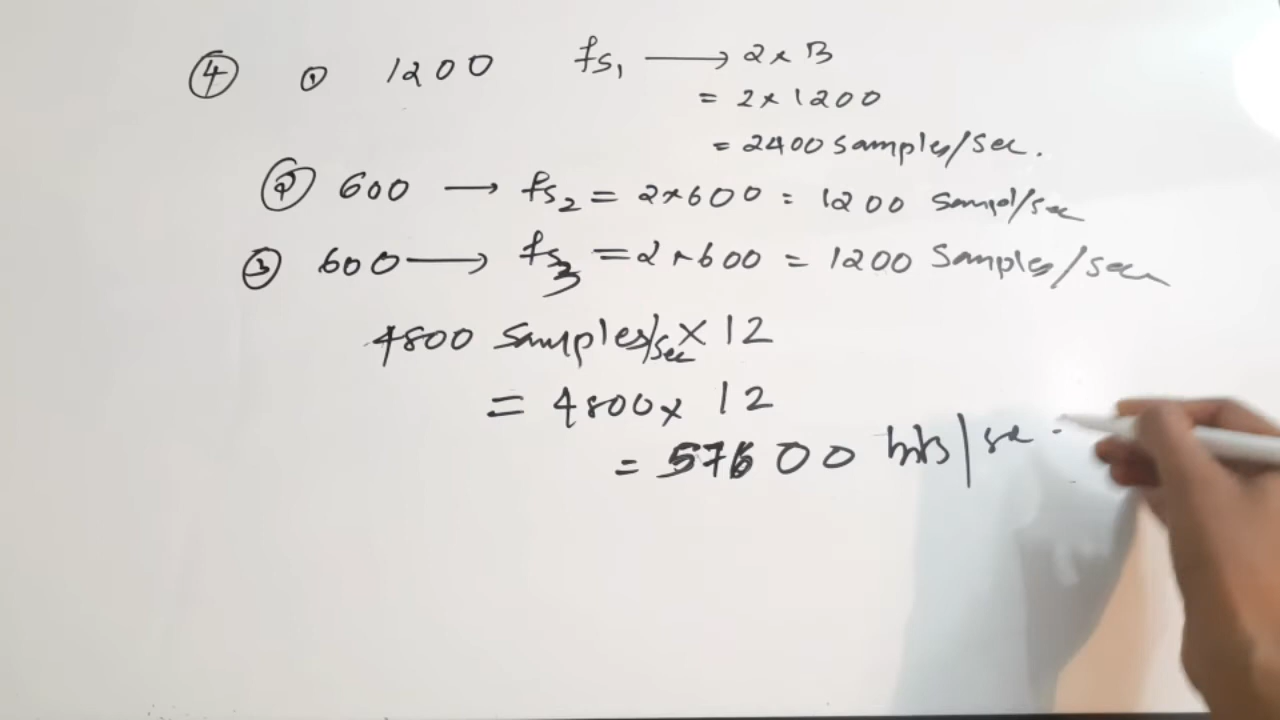 ④ ① 1200 fs₁ ⟶ 2 × B
= 2 × 1200
= 2400 samples/sec.
② 600 → fs₂ = 2×600 = 1200 Sampl/sec
③ 600 ⟶ fs₃ = 2×600 = 1200 Samples/sec
4800 samples/sec × 12
= 4800 × 12
= 57600 bits/sec.